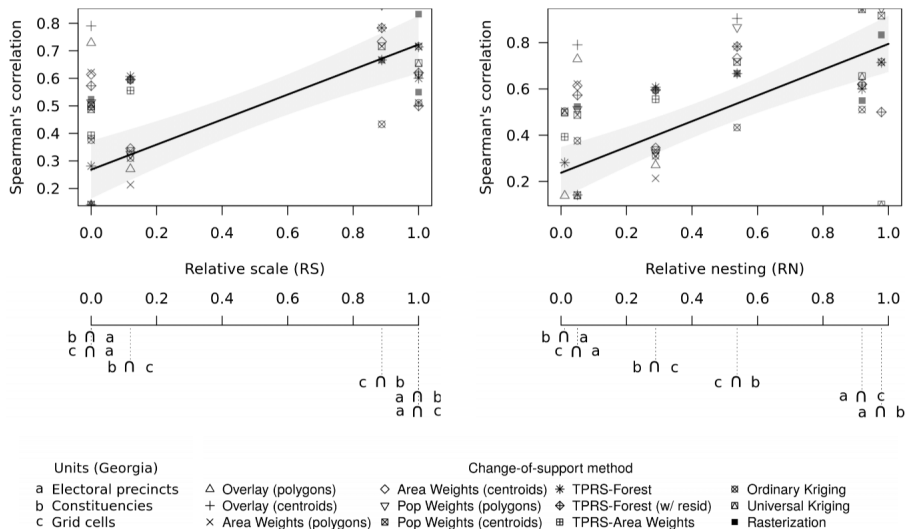 Spearman's correlation
0.8
0.7
0.6
0.5
0.4
0.3
0.2
0.0 0.2 0.4 0.6 0.8 1.0
Relative scale (RS)
0.0 0.2 0.4 0.6 0.8 1.0
b ∩ a
c ∩ a
b ∩ c
c ∩ b
a ∩ b
a ∩ c
Spearman's correlation
0.8
0.6
0.4
0.2
0.0 0.2 0.4 0.6 0.8 1.0
Relative nesting (RN)
0.0 0.2 0.4 0.6 0.8 1.0
b ∩ a
c ∩ a
b ∩ c
c ∩ b
a ∩ c
a ∩ b
Units (Georgia)
a Electoral precincts
b Constituencies
c Grid cells
Change-of-support method
Overlay (polygons)
Overlay (centroids)
Area Weights (polygons)
Area Weights (centroids)
Pop Weights (polygons)
Pop Weights (centroids)
TPRS-Forest
TPRS-Forest (w/ resid)
TPRS-Area Weights
Ordinary Kriging
Universal Kriging
Rasterization